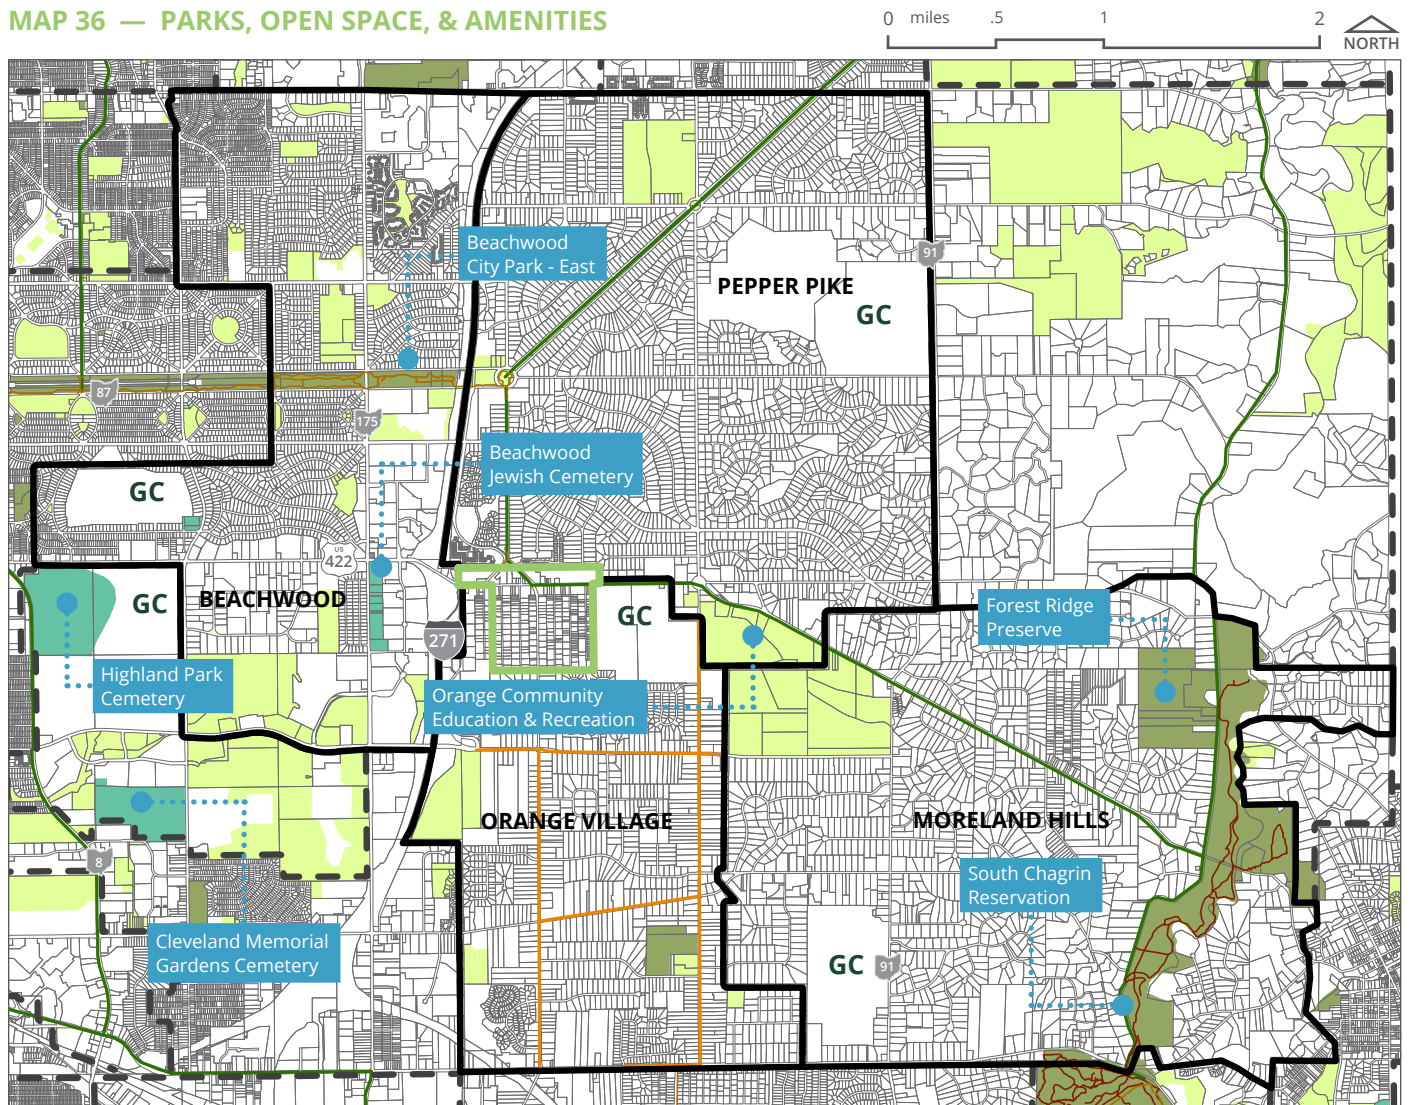 MAP 36 — PARKS, OPEN SPACE, & AMENITIES
0 miles .5 1 2
NORTH
Beachwood
City Park - East
91
PEPPER PIKE
GC
87
175
Beachwood
Jewish Cemetery
GC
US
422
GC
BEACHWOOD
GC
271
Forest Ridge
Preserve
Highland Park
Cemetery
Orange Community
Education & Recreation
ORANGE VILLAGE
MORELAND HILLS
8
South Chagrin
Reservation
Cleveland Memorial
Gardens Cemetery
GC
91